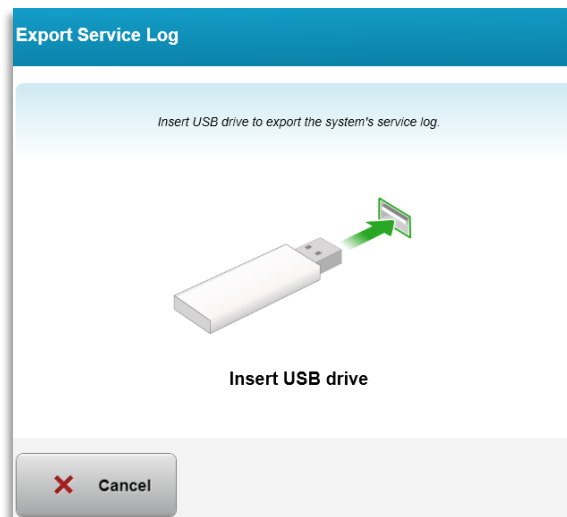 Export Service Log
Insert USB drive to export the system's service log.
Insert USB drive
Cancel